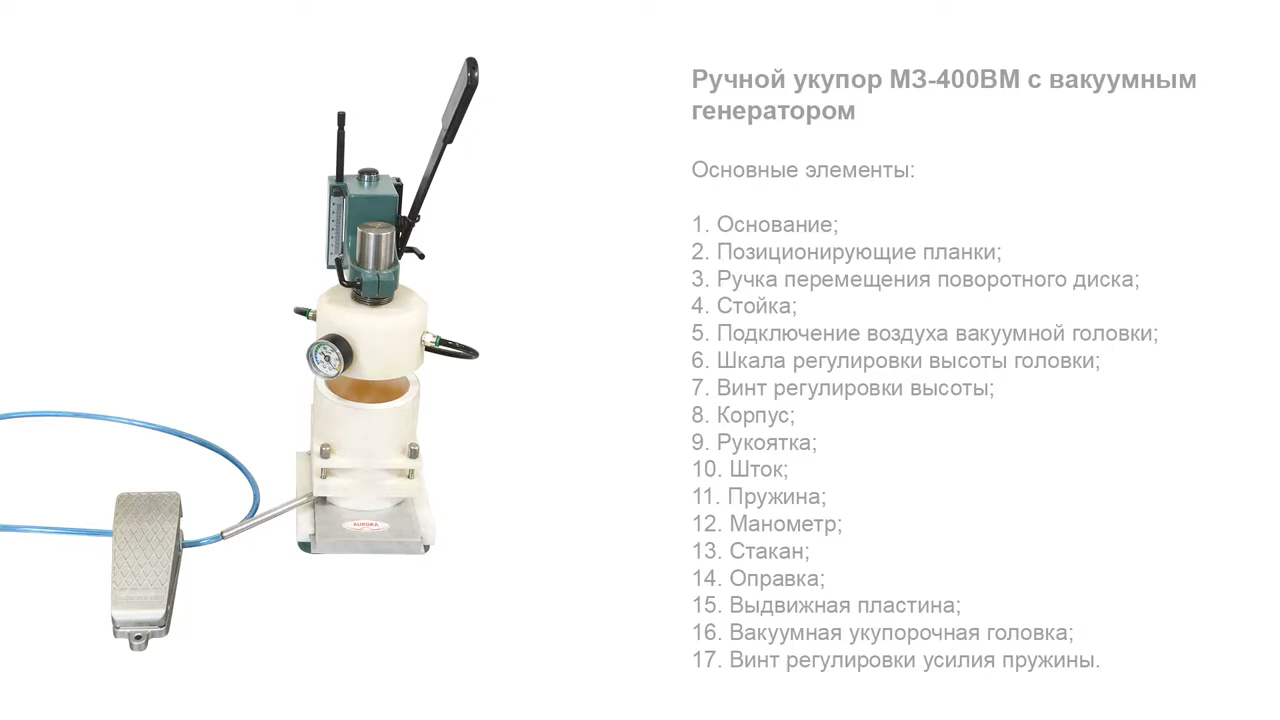 Ручной укупор МЗ-400ВМ с вакуумным
генератором
Основные элементы:
1. Основание;
2. Позиционирующие планки;
3. Ручка перемещения поворотного диска;
4. Стойка;
5. Подключение воздуха вакуумной головки;
6. Шкала регулировки высоты головки;
7. Винт регулировки высоты;
8. Корпус;
9. Рукоятка;
10. Шток;
11. Пружина;
12. Манометр;
13. Стакан;
14. Оправка;
15. Выдвижная пластина;
16. Вакуумная укупорочная головка;
17. Винт регулировки усилия пружины.
AURORA